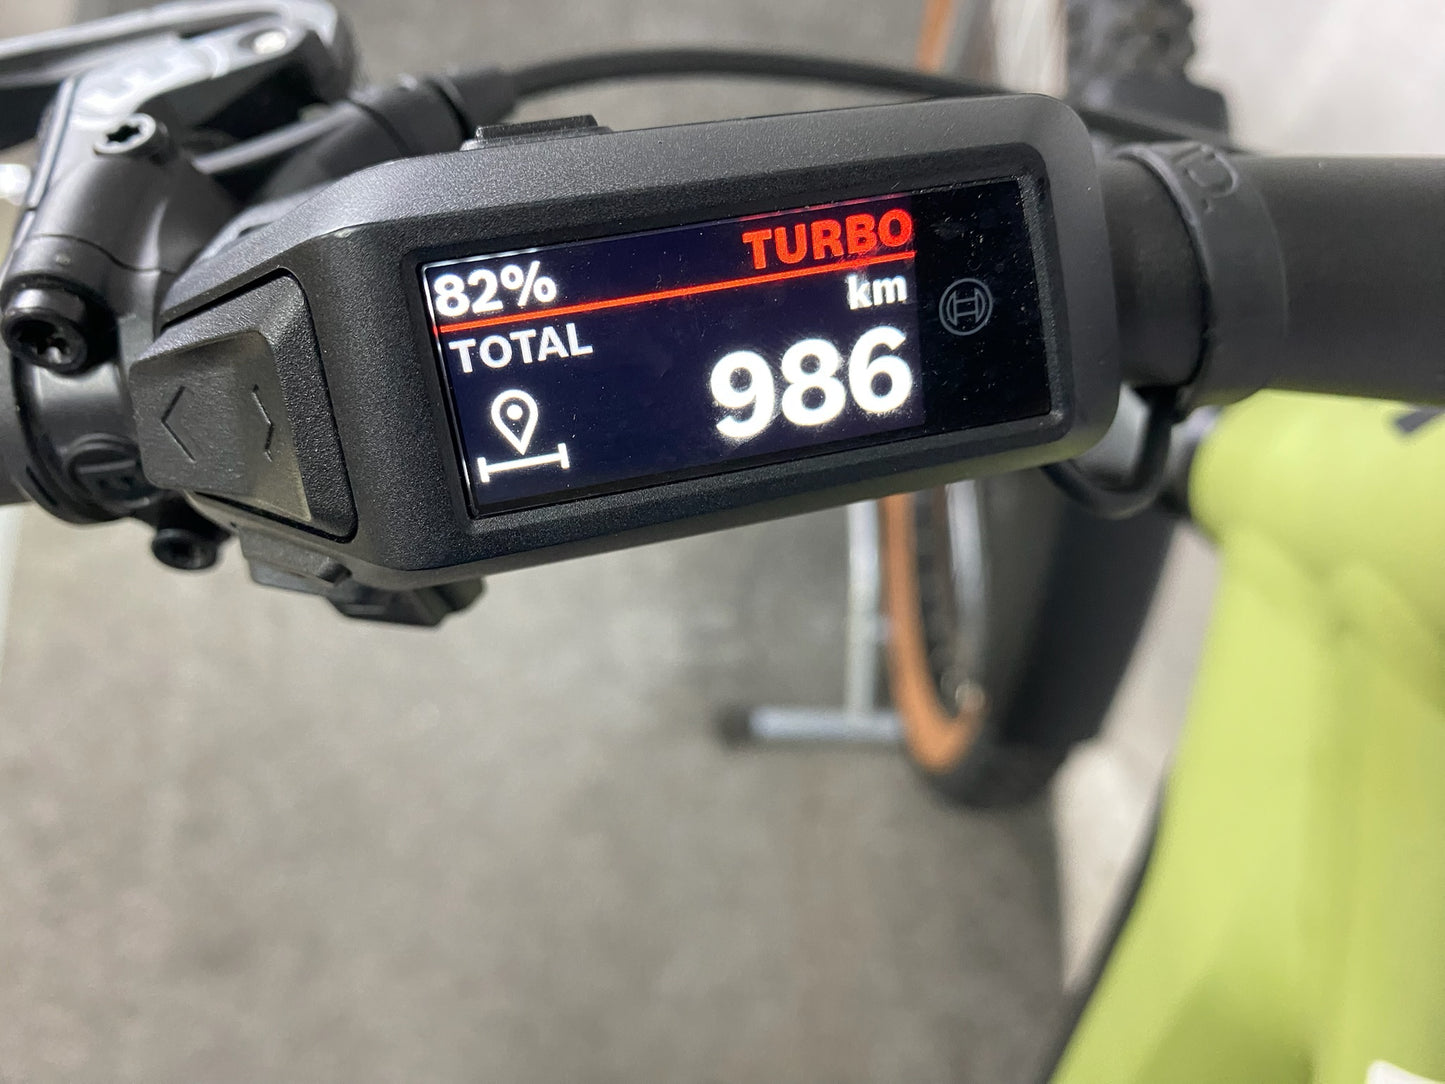 82% TURBO
TOTAL km
986